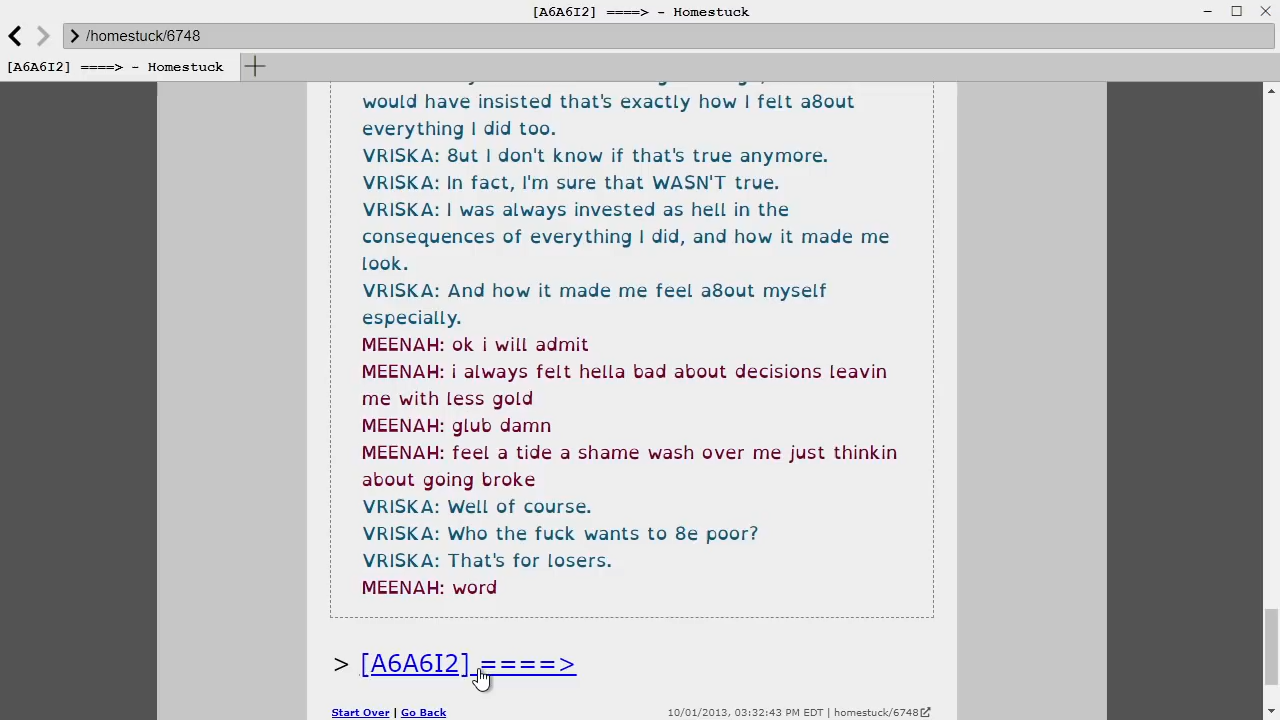 [A6A6I2] ====> - Homestuck
/homestuck/6748
[A6A6I2] ====> - Homestuck
would have insisted that's exactly how I felt a8out
everything I did too.
VRISKA: 8ut I don't know if that's true anymore.
VRISKA: In fact, I'm sure that WASN'T true.
VRISKA: I was always invested as hell in the
consequences of everything I did, and how it made me
look.
VRISKA: And how it made me feel a8out myself
especially.
MEENAH: ok i will admit
MEENAH: i always felt hella bad about decisions leavin
me with less gold
MEENAH: glub damn
MEENAH: feel a tide a shame wash over me just thinkin
about going broke
VRISKA: Well of course.
VRISKA: Who the fuck wants to 8e poor?
VRISKA: That's for losers.
MEENAH: word
> [A6A6I2] ====>
Start Over | Go Back
10/01/2013, 03:32:43 PM EDT | homestuck/6748